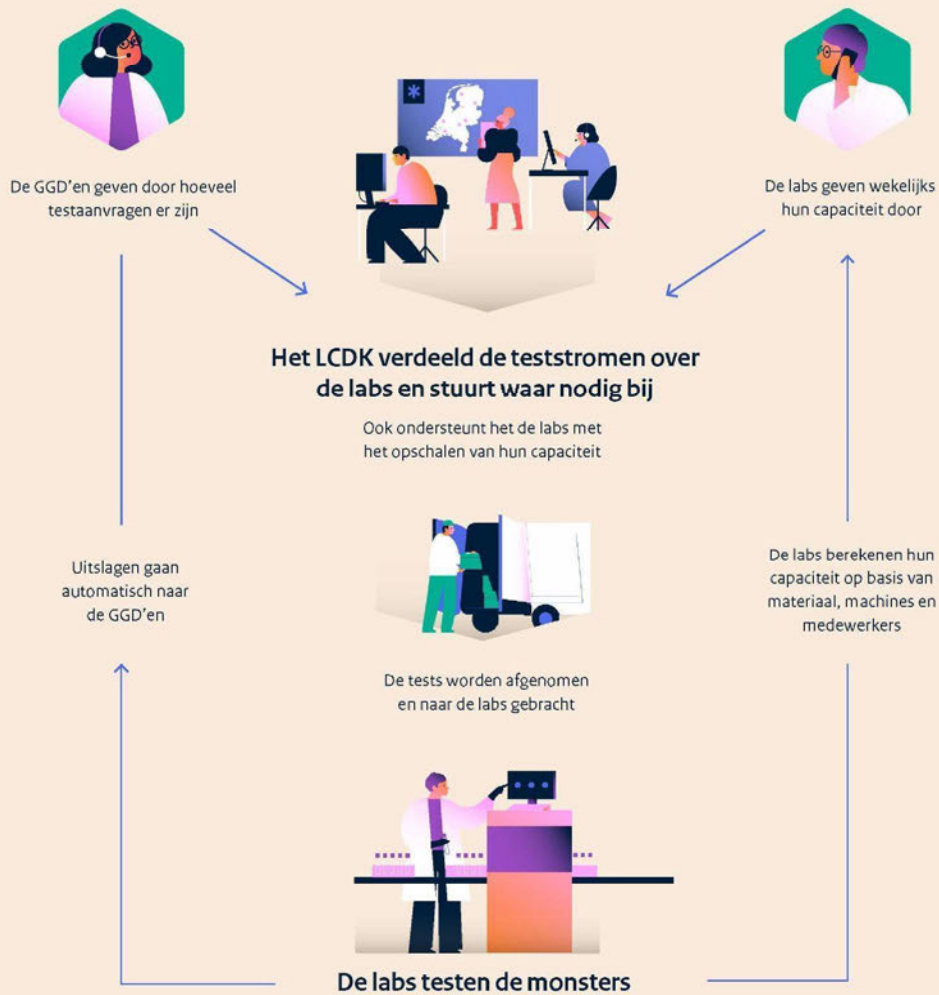 De GGD'en geven door hoeveel
testaanvragen er zijn
De labs geven wekelijks
hun capaciteit door
Het LCDK verdeeld de teststromen over
de labs en stuurt waar nodig bij
Ook ondersteunt het de labs met
het opschalen van hun capaciteit
Uitslagen gaan
automatisch naar
de GGD'en
De labs berekenen hun
capaciteit op basis van
materiaal, machines en
medewerkers
De tests worden afgenomen
en naar de labs gebracht
De labs testen de monsters